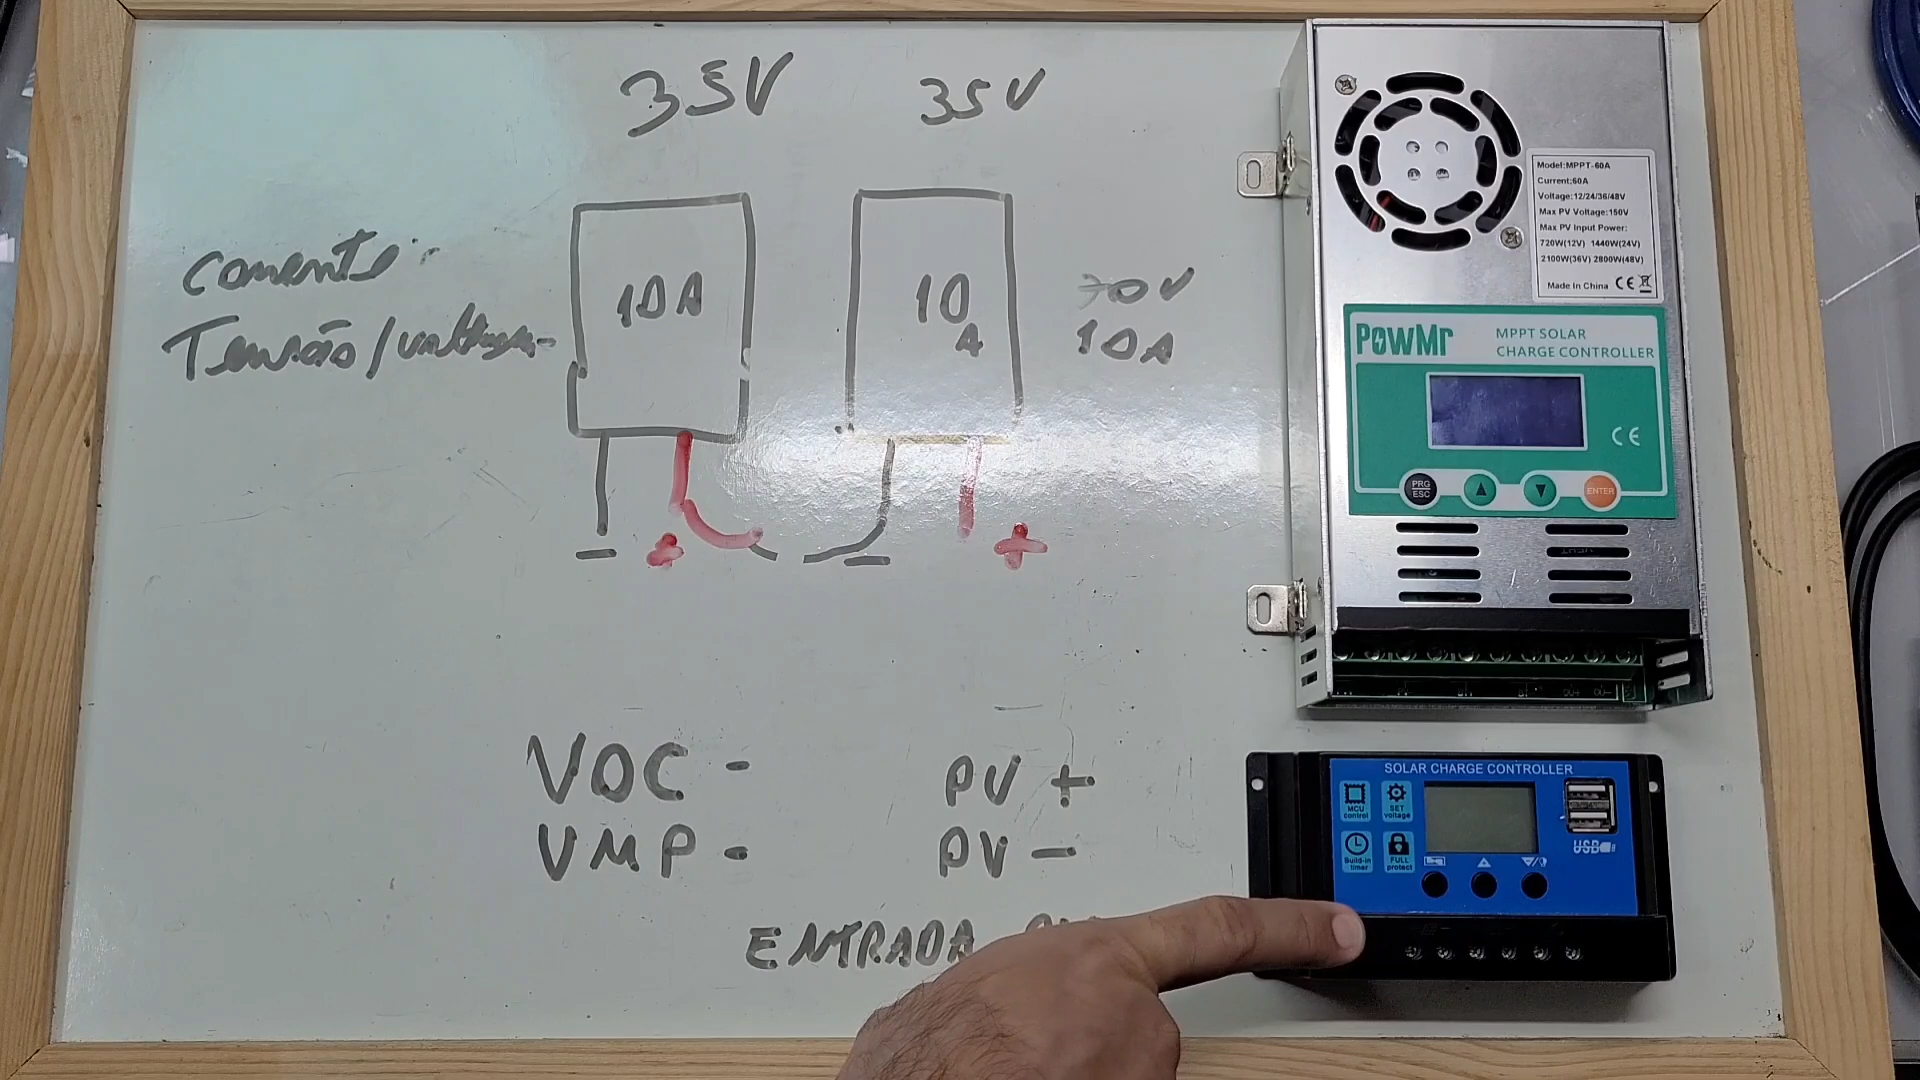 35V 35V
Corrente:
Tensão/voltagem-
10A
10
A
70V
10A
- + - +
VOC -
VMP -
PV +
PV -
ENTRADA
Model:MPPT-60A
Current:60A
Voltage:12/24/36/48V
Max PV Voltage:150V
Max PV Input Power:
720W(12V) 1440W(24V)
2100W(36V) 2800W(48V)
Made In China CE
PowMr
MPPT SOLAR
CHARGE CONTROLLER
CE
PRG
ESC
ENTER
SOLAR CHARGE CONTROLLER
MCU
control
SET
voltage
Build-in
timer
FULL
protect
USB